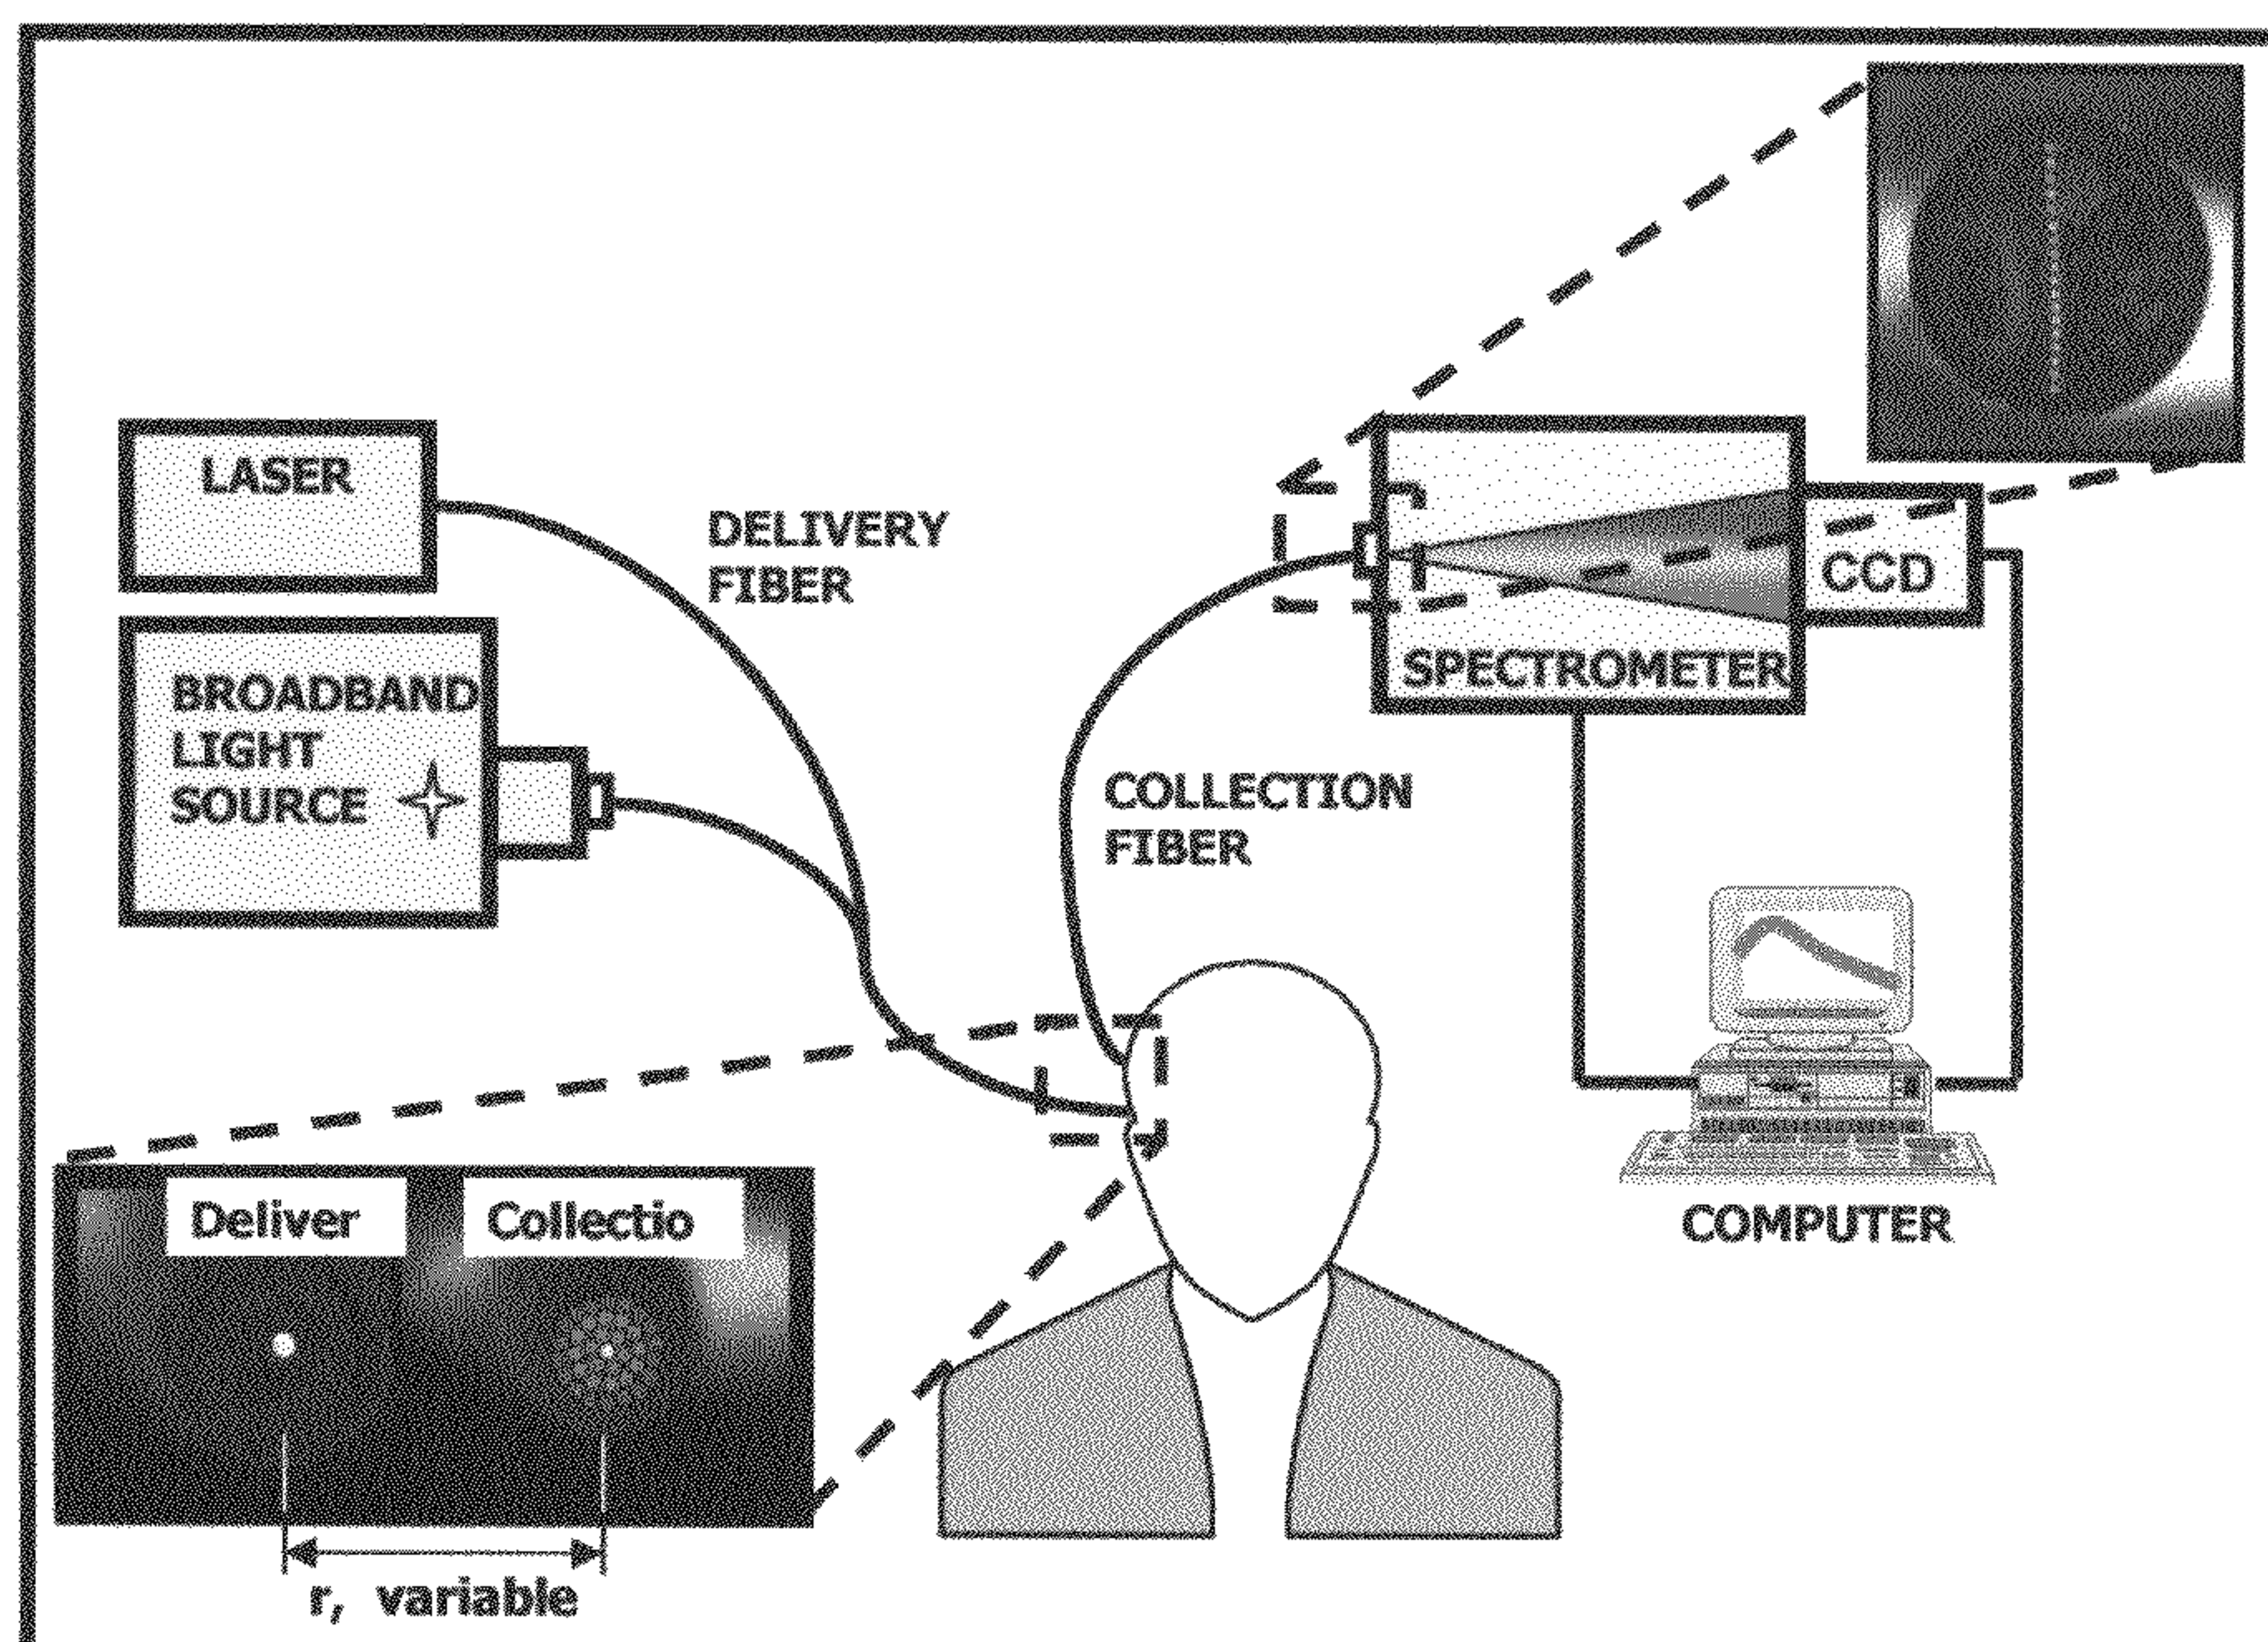 LASER
DELIVERY
FIBER
BROADBAND
LIGHT
SOURCE
CCD
SPECTROMETER
COLLECTION
FIBER
COMPUTER
Deliver
Collectio
r, variable